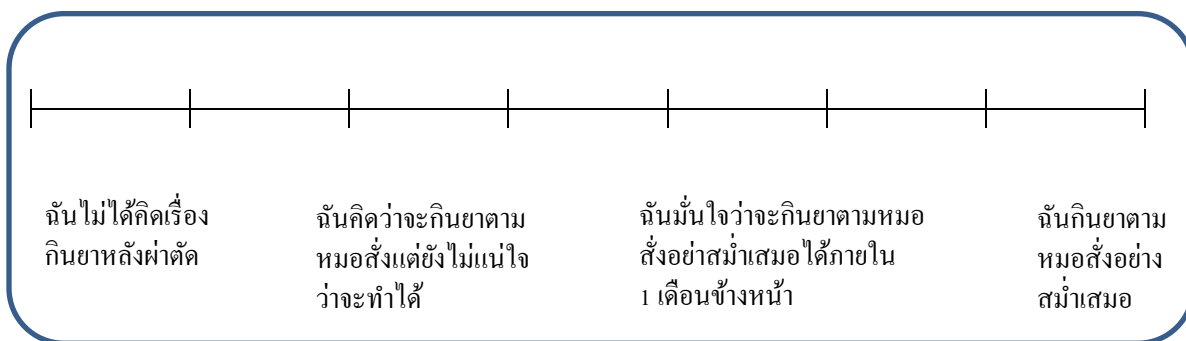 ฉันไม่ได้คิดเรื่อง
กินยาหลังผ่าตัด
ฉันคิดว่าจะกินยาตาม
หมอสั่งแต่ยังไม่แน่ใจ
ว่าจะทำได้
ฉันมั่นใจว่าจะกินยาตามหมอ
สั่งอย่าสม่ำเสมอได้ภายใน
1 เดือนข้างหน้า
ฉันกินยาตาม
หมอสั่งอย่าง
สม่ำเสมอ